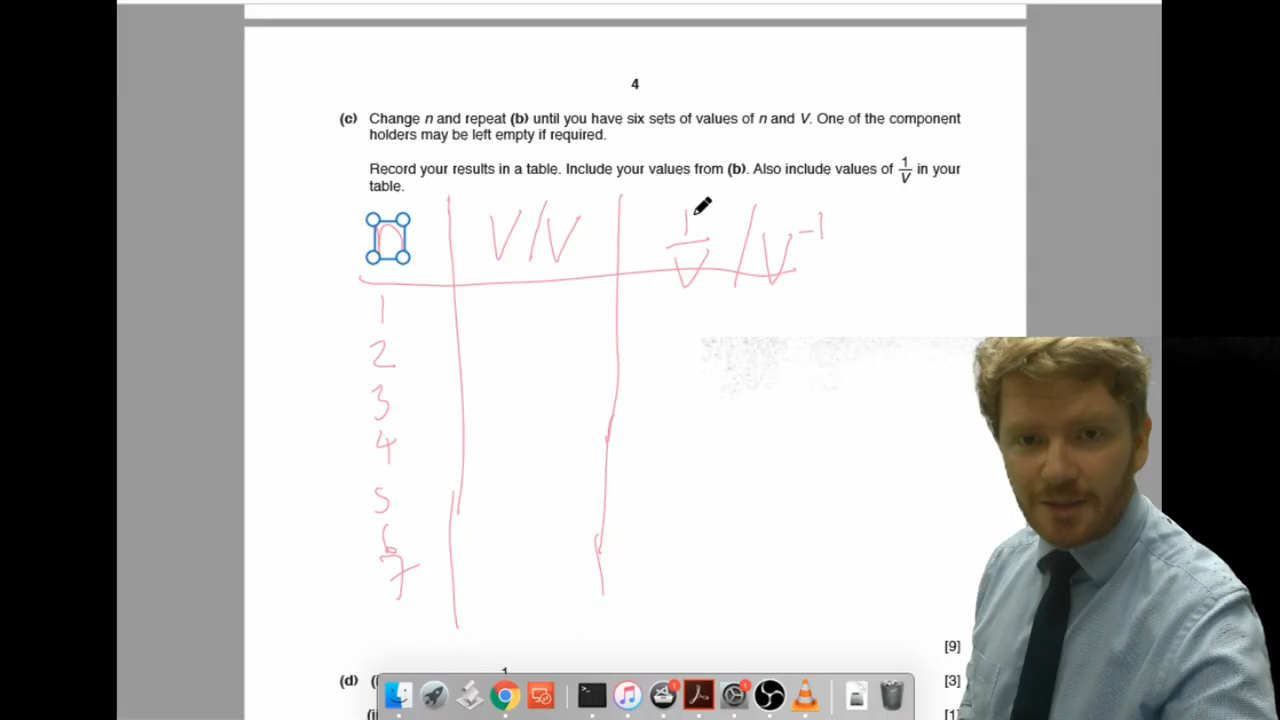 4
(c) Change n and repeat (b) until you have six sets of values of n and V. One of the component
holders may be left empty if required.
Record your results in a table. Include your values from (b). Also include values of 1/V in your
table.
n V/V 1/V /V⁻¹
1
2
3
4
5
6
7
[9]
(d) (i 1 [3]
(ii [1]